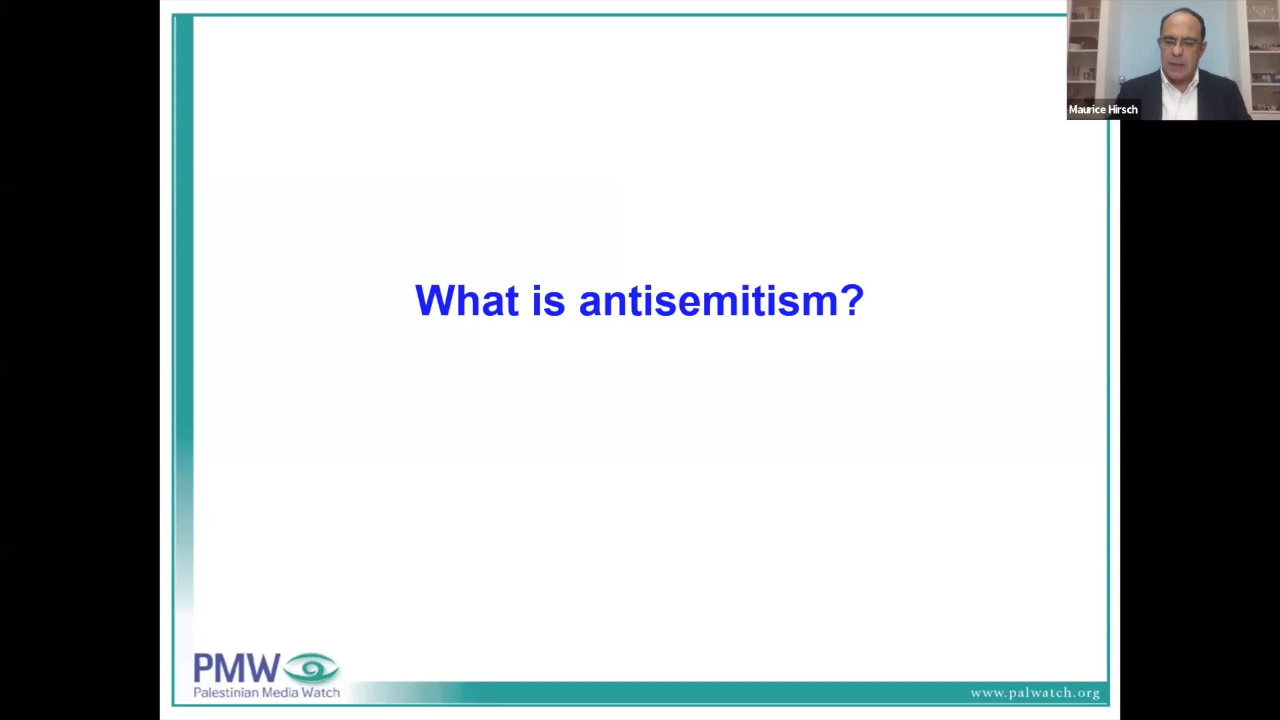 Maurice Hirsch
What is antisemitism?
PMW
Palestinian Media Watch
www.palwatch.org